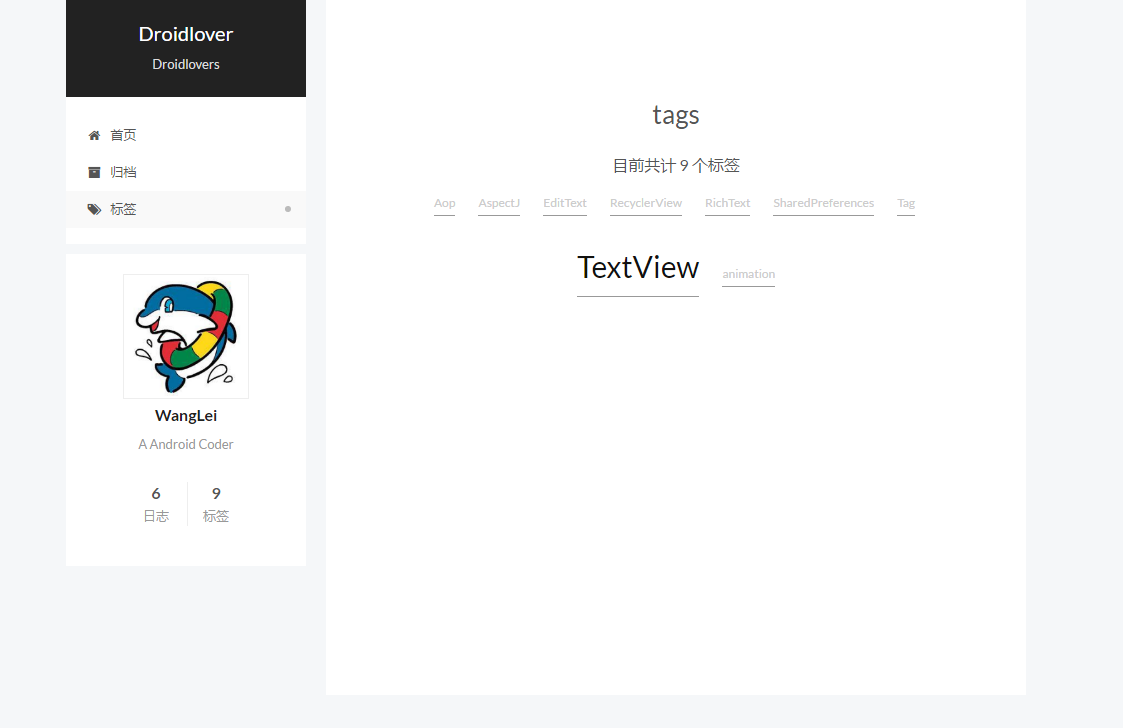 Droidlover
Droidlovers
首页
归档
标签
WangLei
A Android Coder
6 9
日志 标签
tags
目前共计 9 个标签
Aop AspectJ EditText RecyclerView RichText SharedPreferences Tag
TextView animation